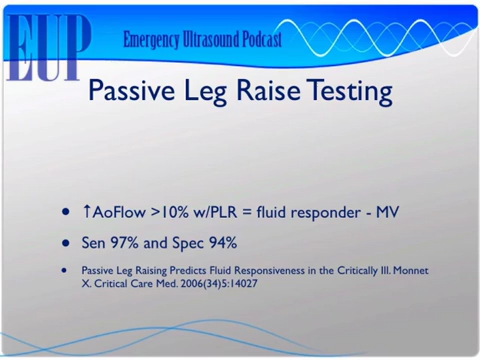 EUP
Emergency Ultrasound Podcast
Passive Leg Raise Testing
• ↑AoFlow >10% w/PLR = fluid responder - MV
• Sen 97% and Spec 94%
• Passive Leg Raising Predicts Fluid Responsiveness in the Critically Ill. Monnet
X. Critical Care Med. 2006(34)5:14027